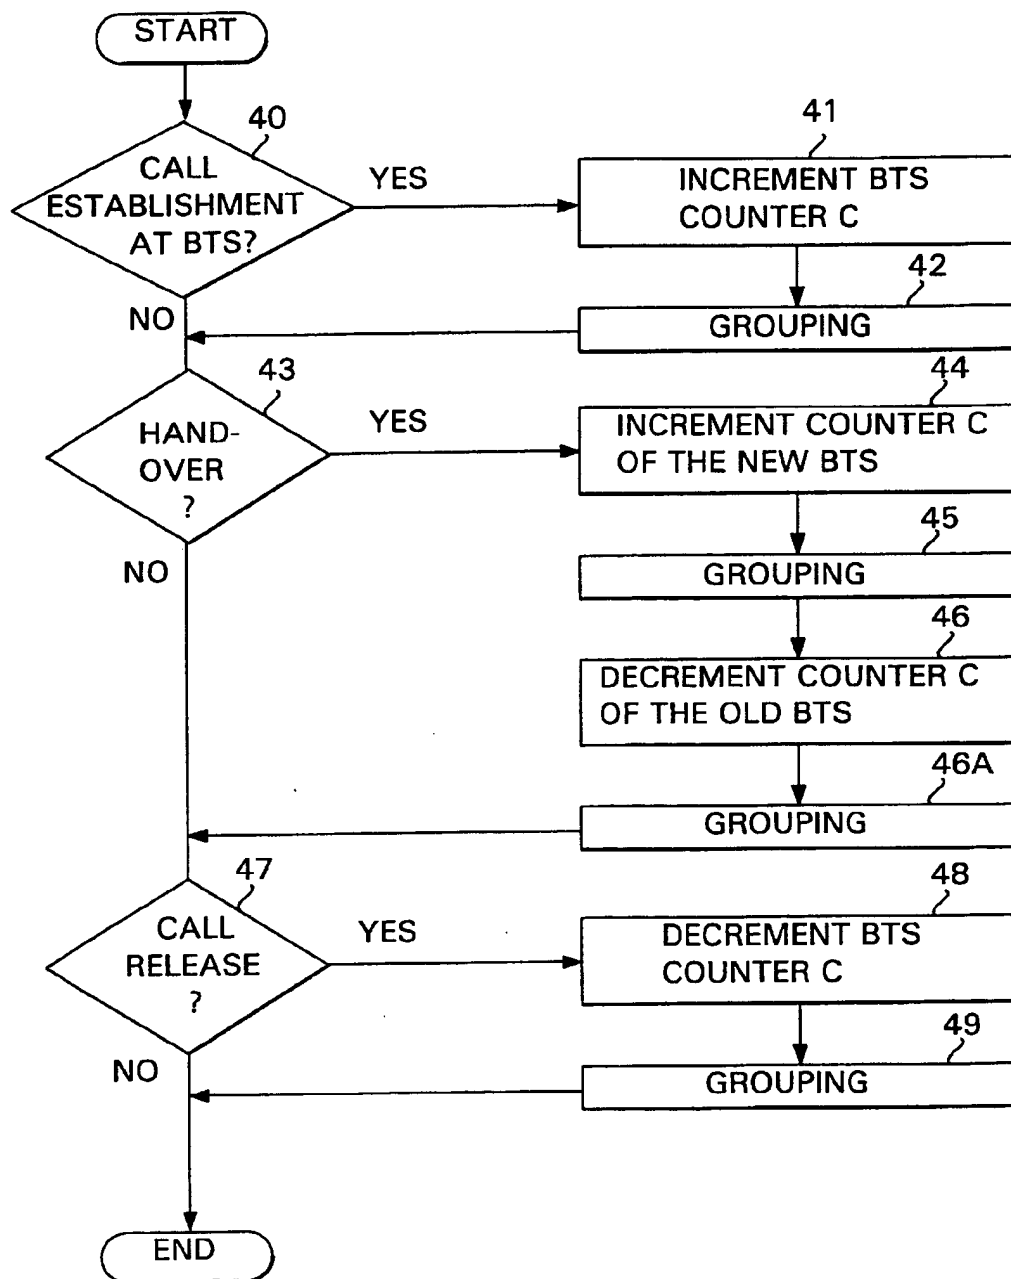 START
40
CALL
ESTABLISHMENT
AT BTS?
YES
41
INCREMENT BTS
COUNTER C
42
GROUPING
NO
43
HAND-
OVER
?
YES
44
INCREMENT COUNTER C
OF THE NEW BTS
45
GROUPING
NO
46
DECREMENT COUNTER C
OF THE OLD BTS
46A
GROUPING
47
CALL
RELEASE
?
YES
48
DECREMENT BTS
COUNTER C
49
GROUPING
NO
END